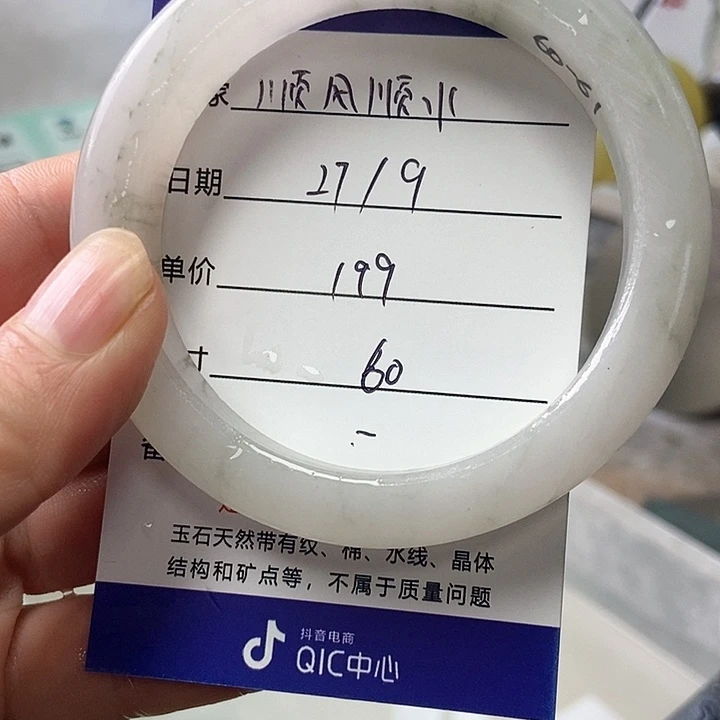 家 顺风顺水
60-61
日期 27/9
单价 199
寸 60
玉石天然带有纹、棉、水线、晶体
结构和矿点等，不属于质量问题
抖音电商
QIC中心